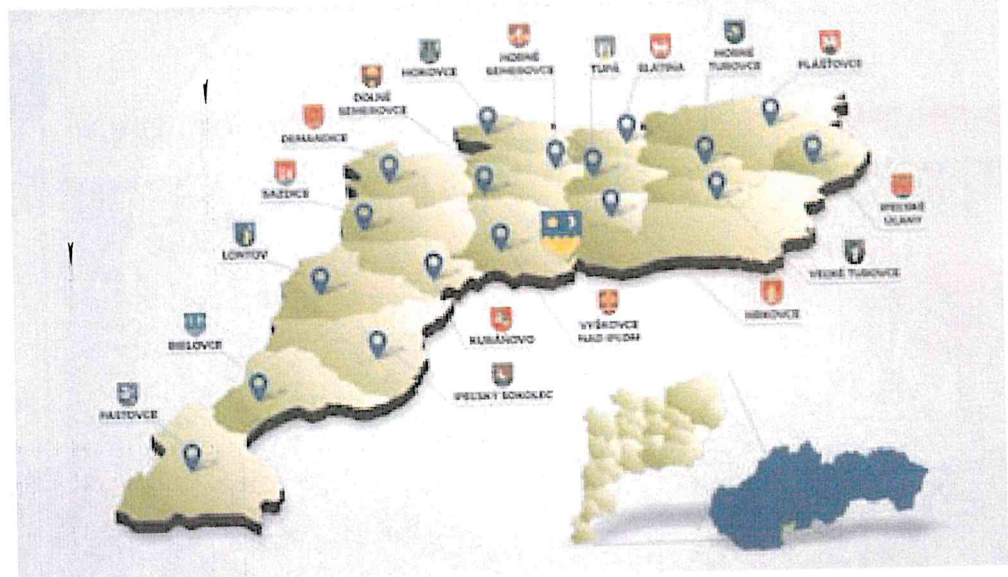 HOKOVCE
HORNÉ
SEMEROVCE
TUPÁ
SLATINA
HORNÉ
TUROVCE
PLÁŠŤOVCE
DOLNÉ
SEMEROVCE
DEMANDICE
SAZDICE
LONTOV
BIELOVCE
PASTOVCE
KUBÁŇOVO
IPEĽSKÝ SOKOLEC
VYŠKOVCE
NAD IPĽOM
HRKOVCE
VEĽKÉ TUROVCE
IPEĽSKÉ
ÚĽANY